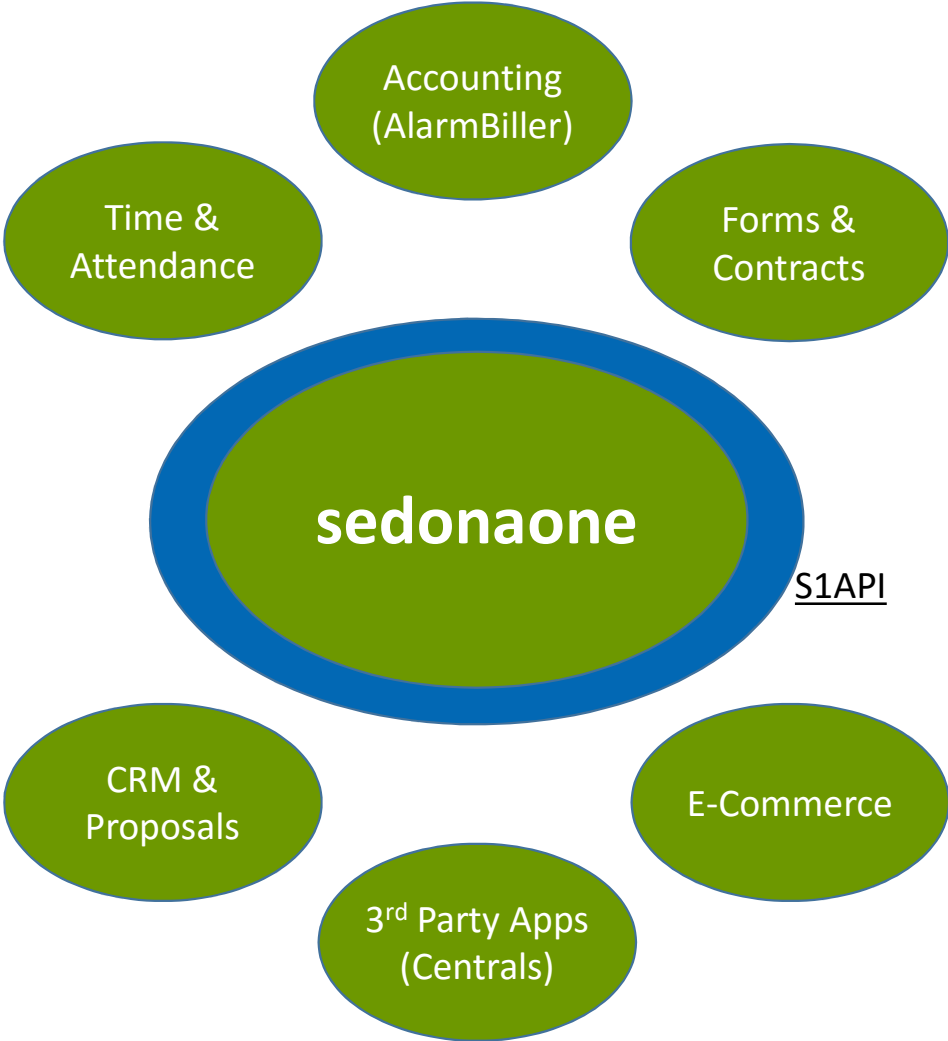 Accounting
(AlarmBiller)
Time &
Attendance
Forms &
Contracts
sedonaone
S1API
CRM &
Proposals
E-Commerce
3rd Party Apps
(Centrals)